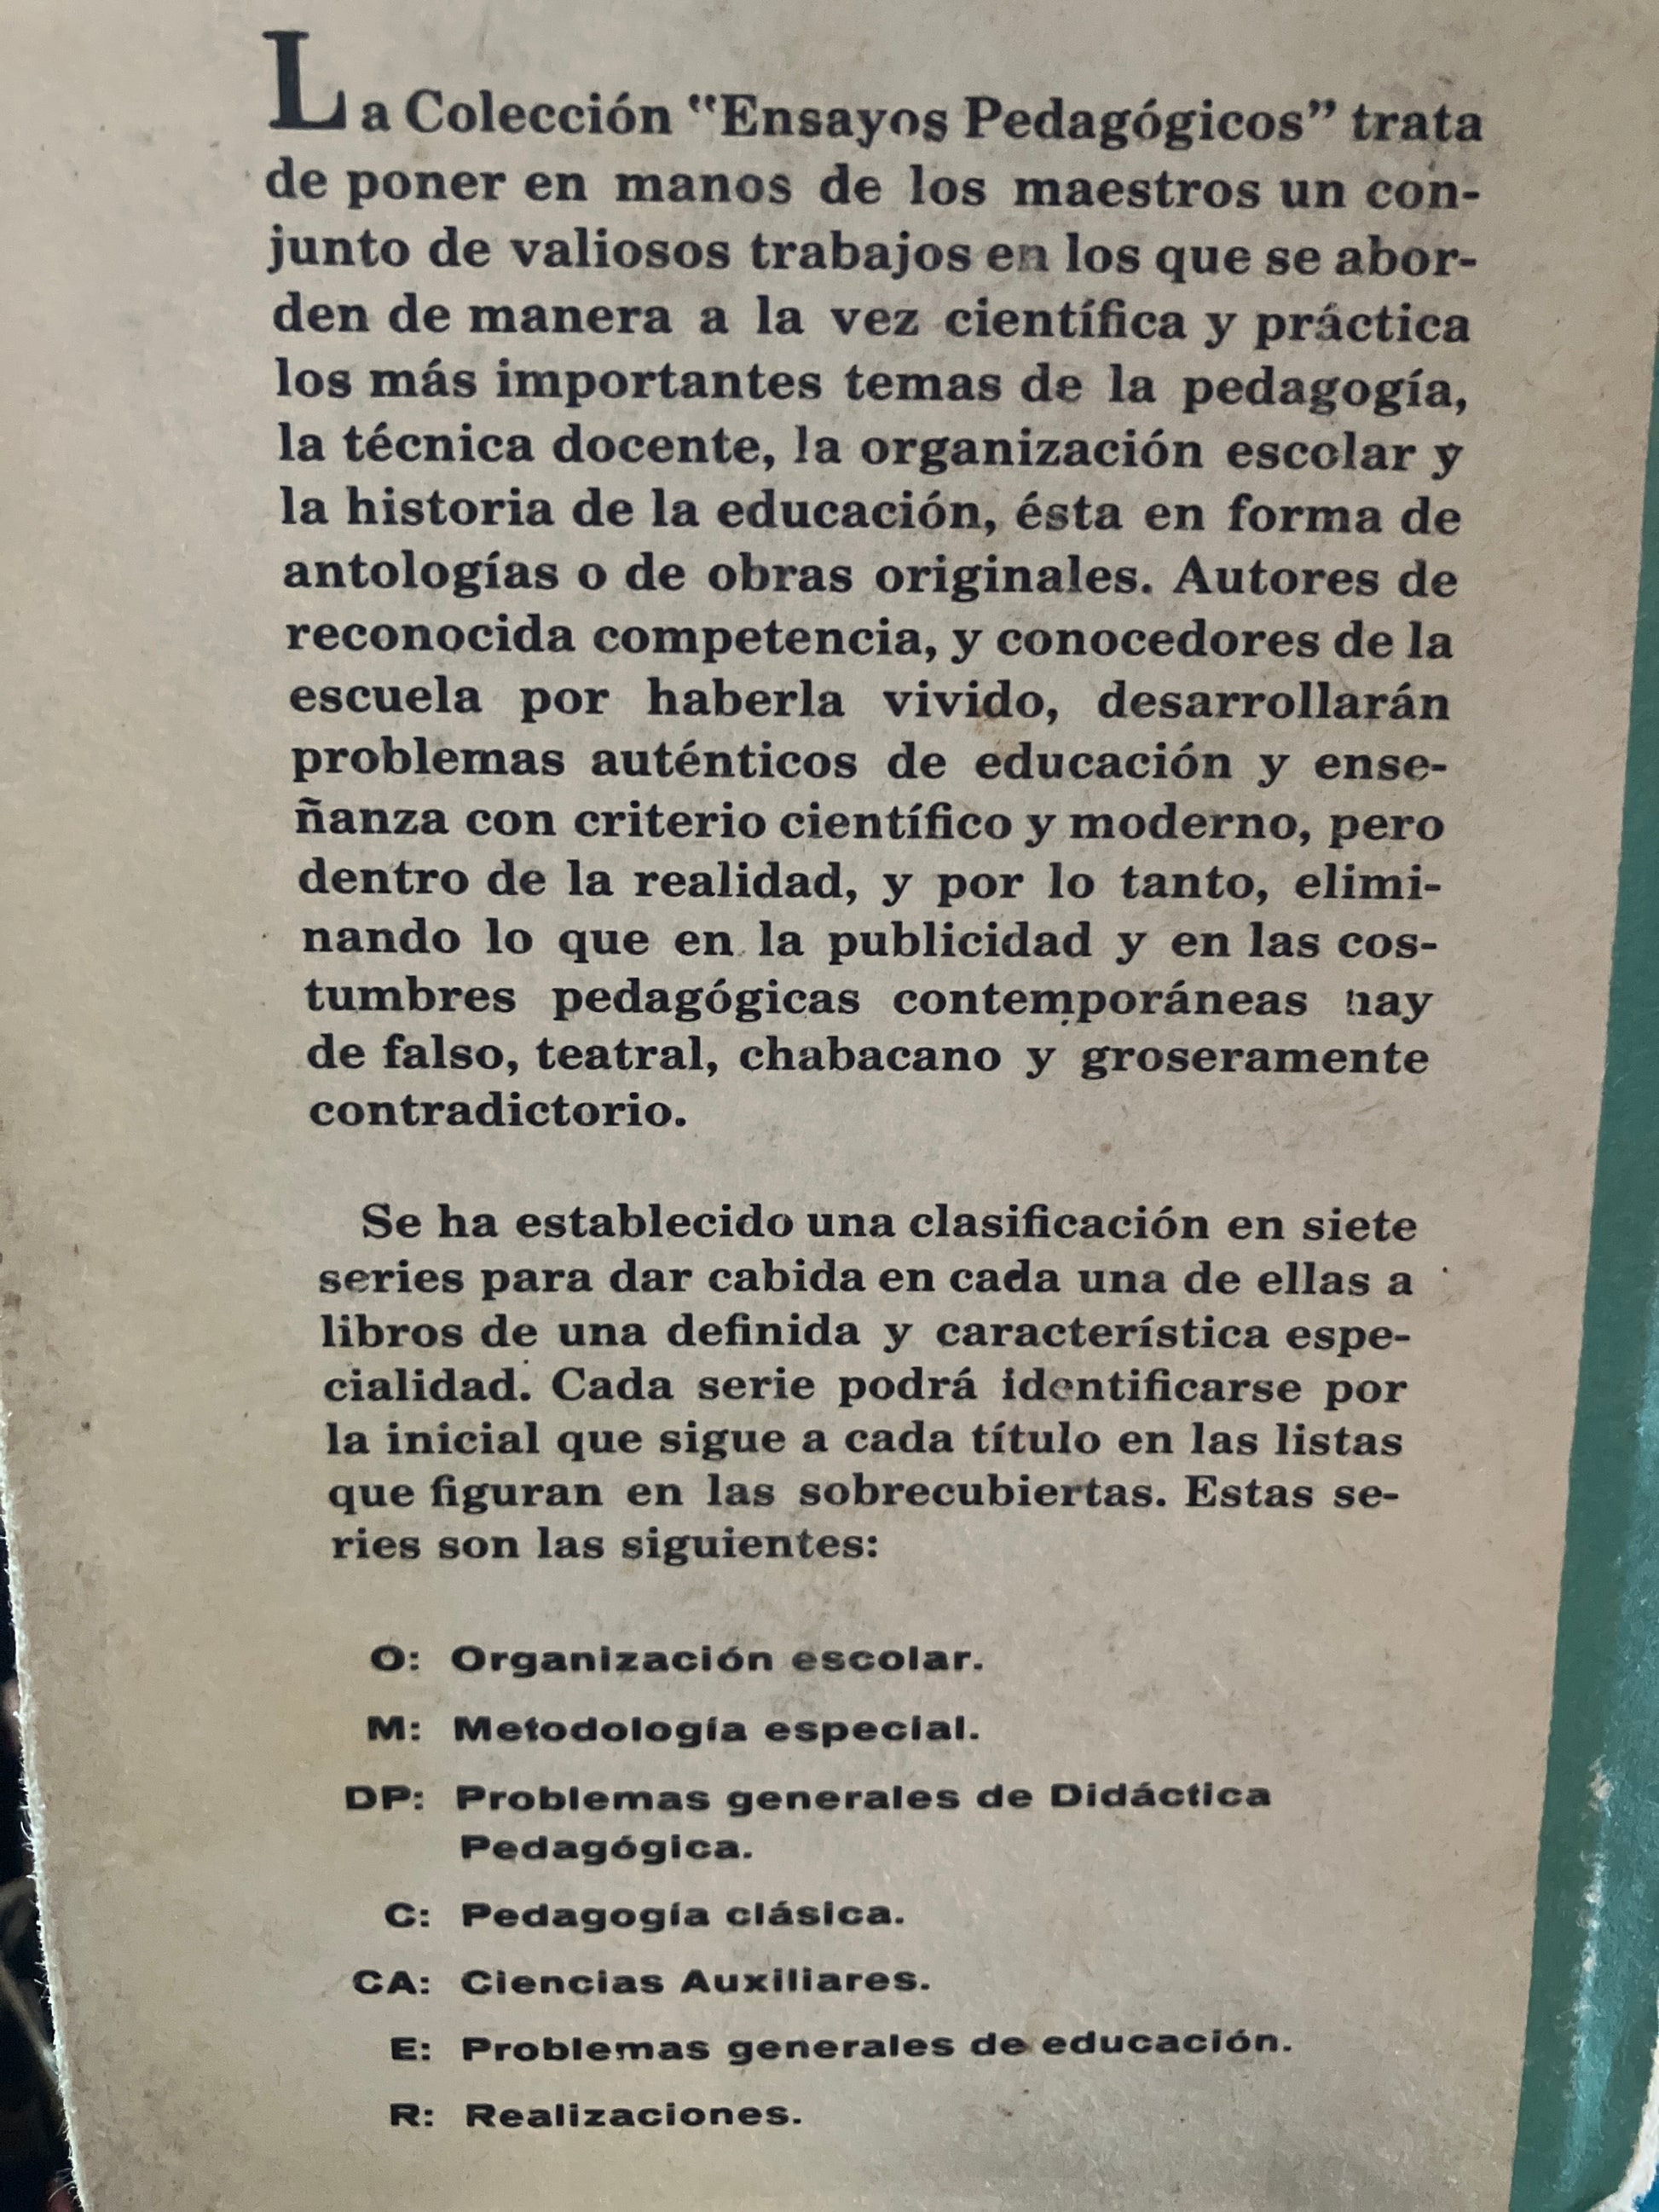 La Colección "Ensayos Pedagógicos" trata
de poner en manos de los maestros un con-
junto de valiosos trabajos en los que se abor-
den de manera a la vez científica y práctica
los más importantes temas de la pedagogía,
la técnica docente, la organización escolar y
la historia de la educación, ésta en forma de
antologías o de obras originales. Autores de
reconocida competencia, y conocedores de la
escuela por haberla vivido, desarrollarán
problemas auténticos de educación y ense-
ñanza con criterio científico y moderno, pero
dentro de la realidad, y por lo tanto, elimi-
nando lo que en la publicidad y en las cos-
tumbres pedagógicas contemporáneas hay
de falso, teatral, chabacano y groseramente
contradictorio.
Se ha establecido una clasificación en siete
series para dar cabida en cada una de ellas a
libros de una definida y característica espe-
cialidad. Cada serie podrá identificarse por
la inicial que sigue a cada título en las listas
que figuran en las sobrecubiertas. Estas se-
ries son las siguientes:
O: Organización escolar.
M: Metodología especial.
DP: Problemas generales de Didáctica
Pedagógica.
C: Pedagogía clásica.
CA: Ciencias Auxiliares.
E: Problemas generales de educación.
R: Realizaciones.